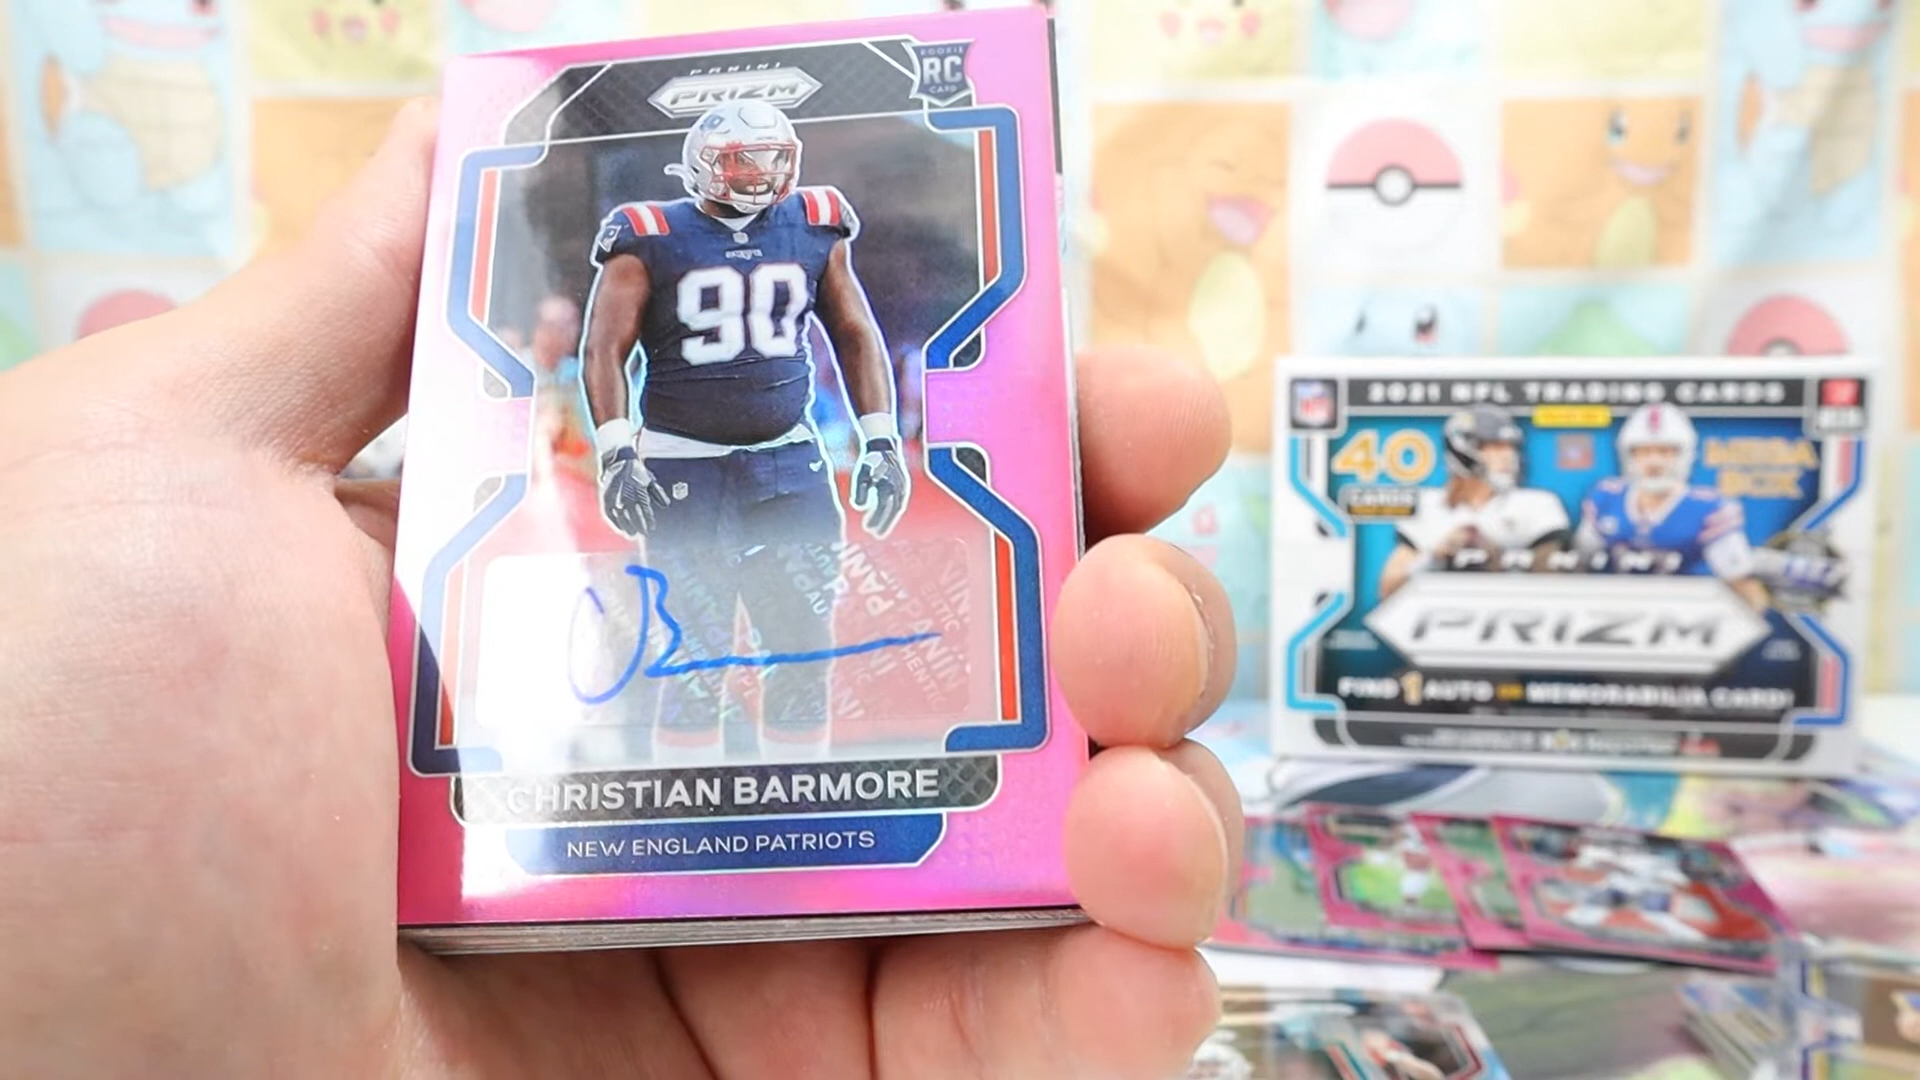 PANINI
PRIZM
ROOKIE
RC
CARD
90
CHRISTIAN BARMORE
NEW ENGLAND PATRIOTS
2021 NFL TRADING CARDS
40
CARDS
MEGA
BOX
PANINI
PRIZM
FIND 1 AUTO OR MEMORABILIA CARD!